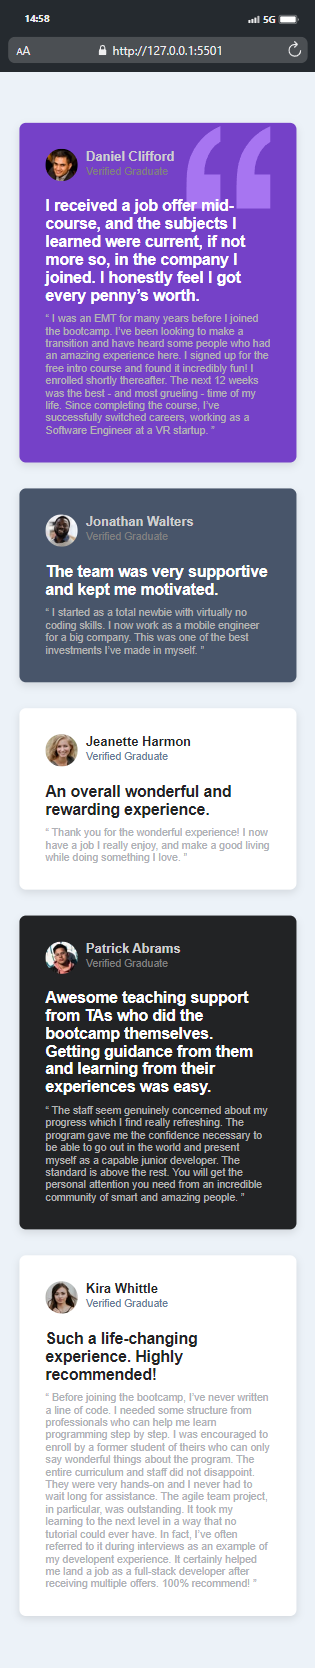 14:58
5G
AA
http://127.0.0.1:5501
Daniel Clifford
Verified Graduate
I received a job offer mid-
course, and the subjects I
learned were current, if not
more so, in the company I
joined. I honestly feel I got
every penny’s worth.
“ I was an EMT for many years before I joined
the bootcamp. I’ve been looking to make a
transition and have heard some people who had
an amazing experience here. I signed up for the
free intro course and found it incredibly fun! I
enrolled shortly thereafter. The next 12 weeks
was the best - and most grueling - time of my
life. Since completing the course, I’ve
successfully switched careers, working as a
Software Engineer at a VR startup. ”
Jonathan Walters
Verified Graduate
The team was very supportive
and kept me motivated.
“ I started as a total newbie with virtually no
coding skills. I now work as a mobile engineer
for a big company. This was one of the best
investments I’ve made in myself. ”
Jeanette Harmon
Verified Graduate
An overall wonderful and
rewarding experience.
“ Thank you for the wonderful experience! I now
have a job I really enjoy, and make a good living
while doing something I love. ”
Patrick Abrams
Verified Graduate
Awesome teaching support
from TAs who did the
bootcamp themselves.
Getting guidance from them
and learning from their
experiences was easy.
“ The staff seem genuinely concerned about my
progress which I find really refreshing. The
program gave me the confidence necessary to
be able to go out in the world and present
myself as a capable junior developer. The
standard is above the rest. You will get the
personal attention you need from an incredible
community of smart and amazing people. ”
Kira Whittle
Verified Graduate
Such a life-changing
experience. Highly
recommended!
“ Before joining the bootcamp, I’ve never written
a line of code. I needed some structure from
professionals who can help me learn
programming step by step. I was encouraged to
enroll by a former student of theirs who can only
say wonderful things about the program. The
entire curriculum and staff did not disappoint.
They were very hands-on and I never had to
wait long for assistance. The agile team project,
in particular, was outstanding. It took my
learning to the next level in a way that no
tutorial could ever have. In fact, I’ve often
referred to it during interviews as an example of
my developent experience. It certainly helped
me land a job as a full-stack developer after
receiving multiple offers. 100% recommend! ”